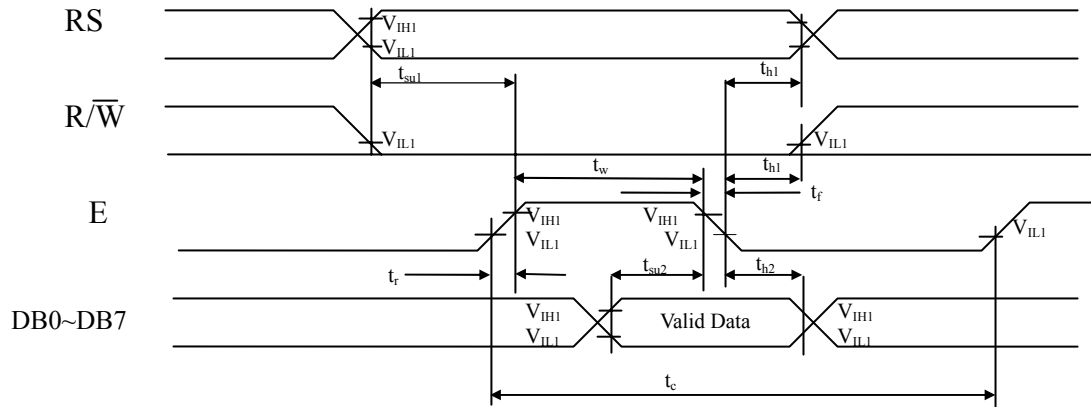 RS
V_IH1
V_IL1
t_su1
t_h1
R/W̅
V_IL1
V_IL1
t_w
t_h1
t_f
E
V_IH1
V_IL1
V_IH1
V_IL1
V_IL1
t_r
t_su2
t_h2
DB0~DB7
V_IH1
V_IL1
Valid Data
V_IH1
V_IL1
t_c